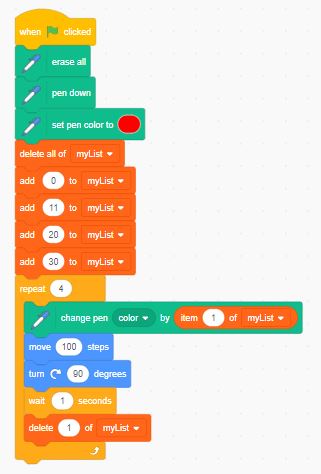 when clicked
erase all
pen down
set pen color to
delete all of myList
add 0 to myList
add 11 to myList
add 20 to myList
add 30 to myList
repeat 4
change pen color by item 1 of myList
move 100 steps
turn 90 degrees
wait 1 seconds
delete 1 of myList